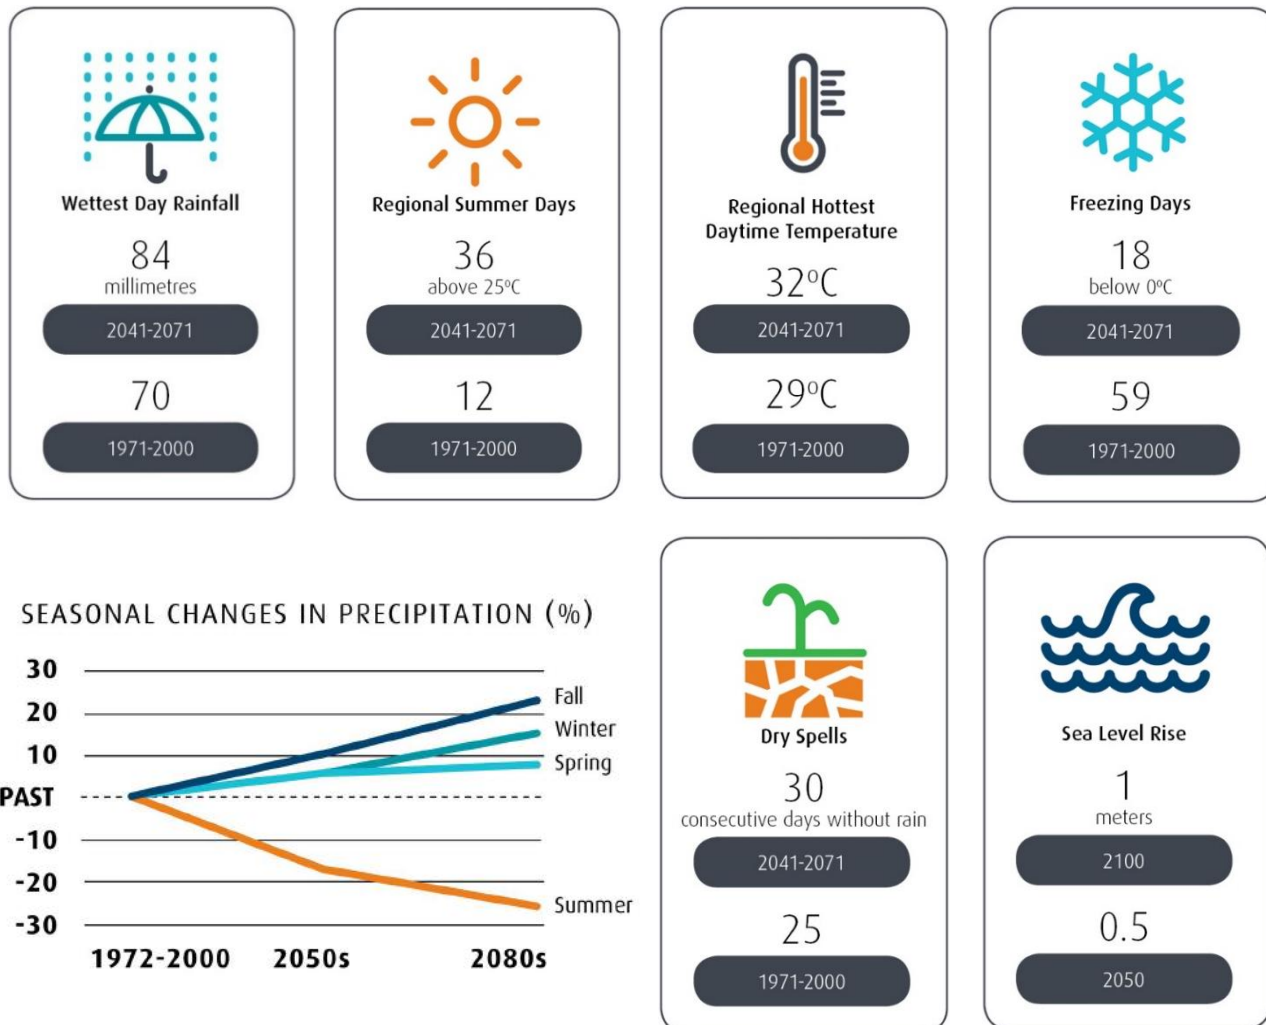 Wettest Day Rainfall
84
millimetres
2041-2071
70
1971-2000
Regional Summer Days
36
above 25ºC
2041-2071
12
1971-2000
Regional Hottest
Daytime Temperature
32ºC
2041-2071
29ºC
1971-2000
Freezing Days
18
below 0ºC
2041-2071
59
1971-2000
SEASONAL CHANGES IN PRECIPITATION (%)
30
20
10
PAST
-10
-20
-30
Fall
Winter
Spring
Summer
1972-2000 2050s 2080s
Dry Spells
30
consecutive days without rain
2041-2071
25
1971-2000
Sea Level Rise
1
meters
2100
0.5
2050